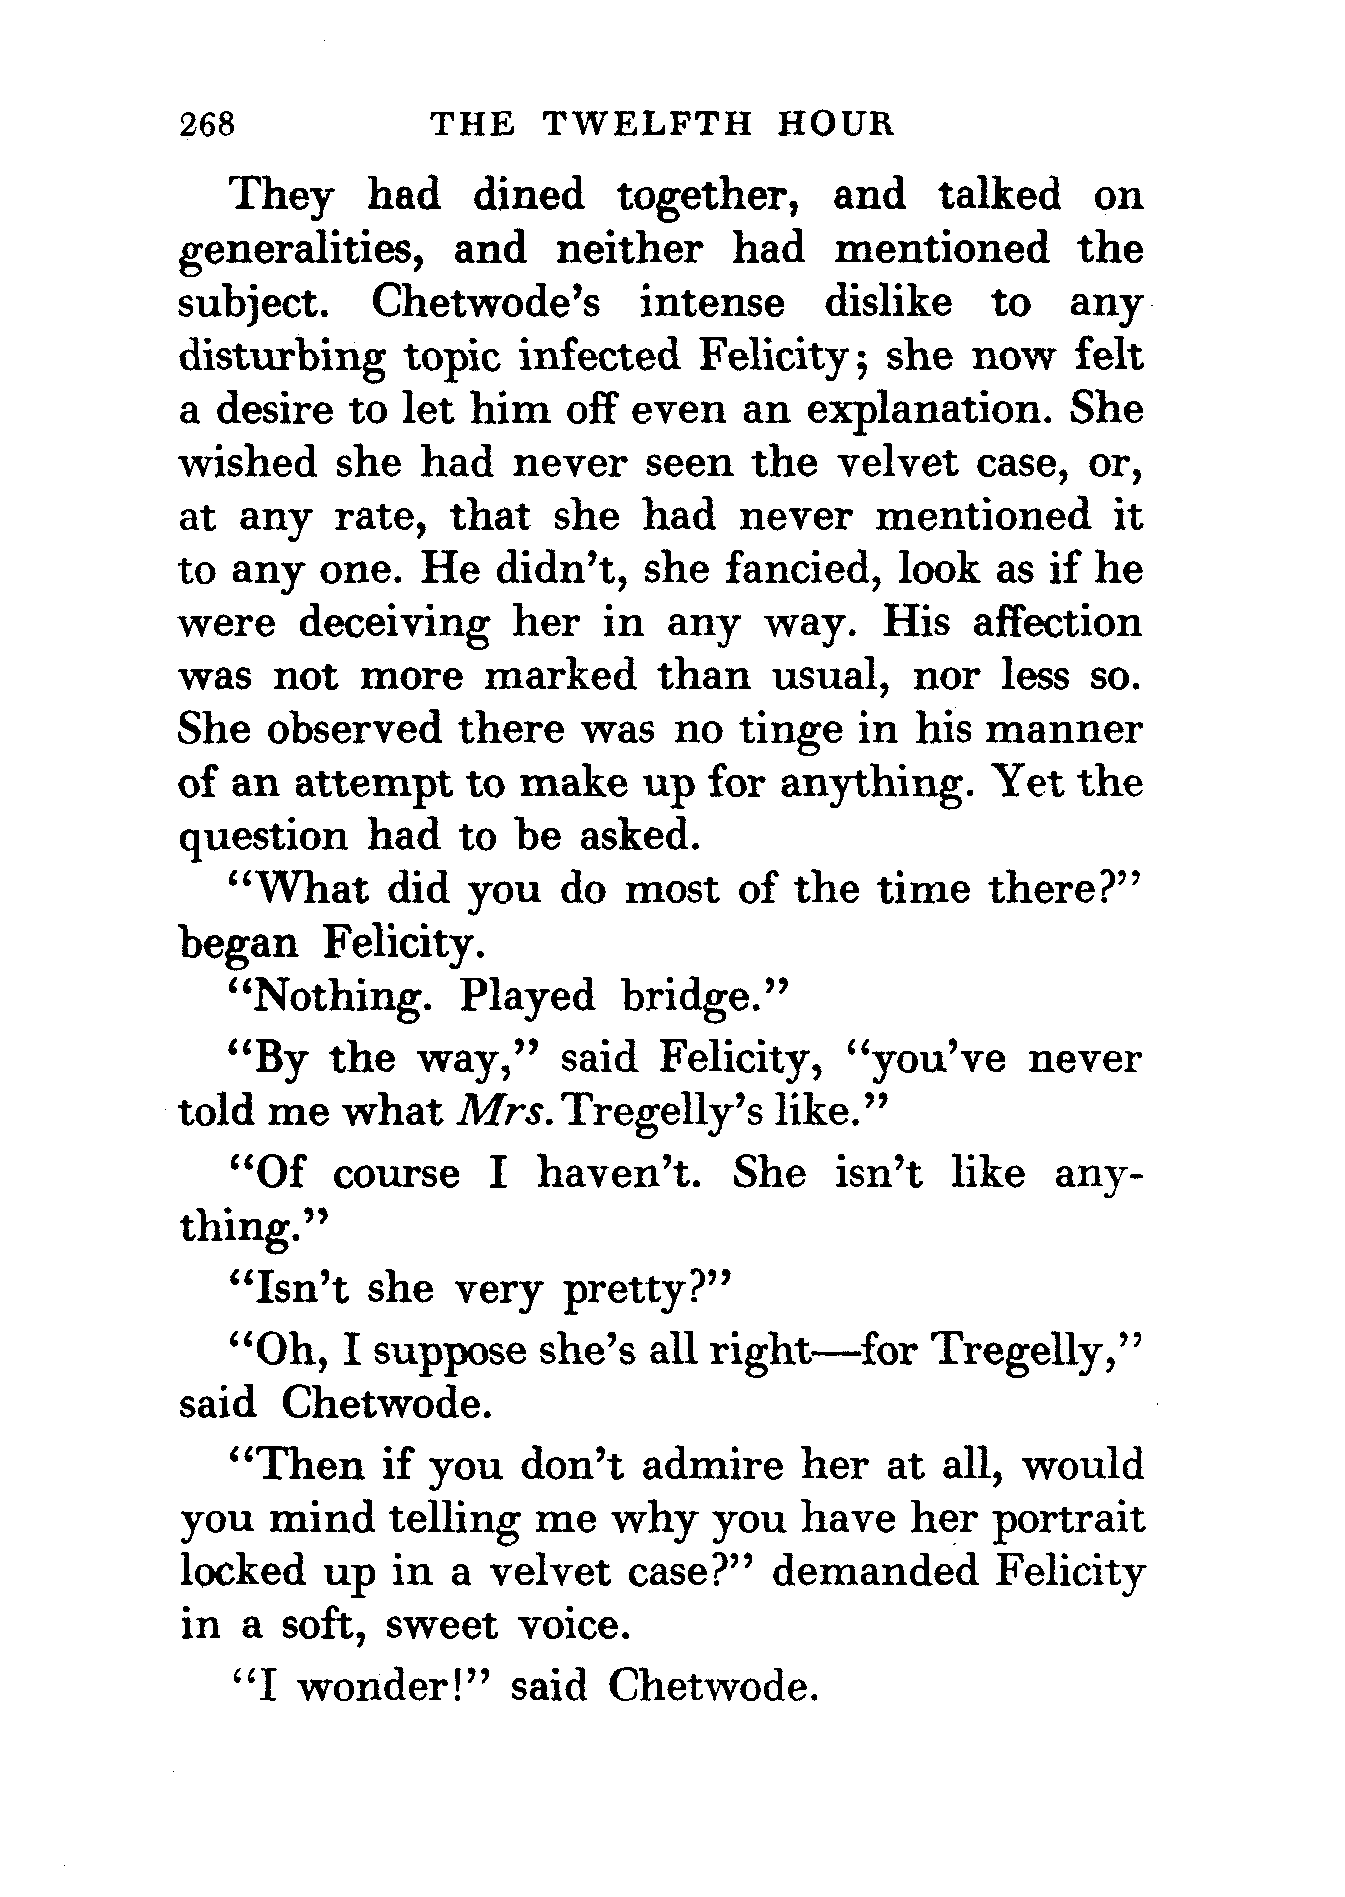 268 THE TWELFTH HOUR
They had dined together, and talked on
generalities, and neither had mentioned the
subject. Chetwode's intense dislike to any
disturbing topic infected Felicity; she now felt
a desire to let him off even an explanation. She
wished she had never seen the velvet case, or,
at any rate, that she had never mentioned it
to any one. He didn't, she fancied, look as if he
were deceiving her in any way. His affection
was not more marked than usual, nor less so.
She observed there was no tinge in his manner
of an attempt to make up for anything. Yet the
question had to be asked.
"What did you do most of the time there?"
began Felicity.
"Nothing. Played bridge."
"By the way," said Felicity, "you've never
told me what Mrs. Tregelly's like."
"Of course I haven't. She isn't like any-
thing."
"Isn't she very pretty?"
"Oh, I suppose she's all right—for Tregelly,"
said Chetwode.
"Then if you don't admire her at all, would
you mind telling me why you have her portrait
locked up in a velvet case?" demanded Felicity
in a soft, sweet voice.
"I wonder!" said Chetwode.